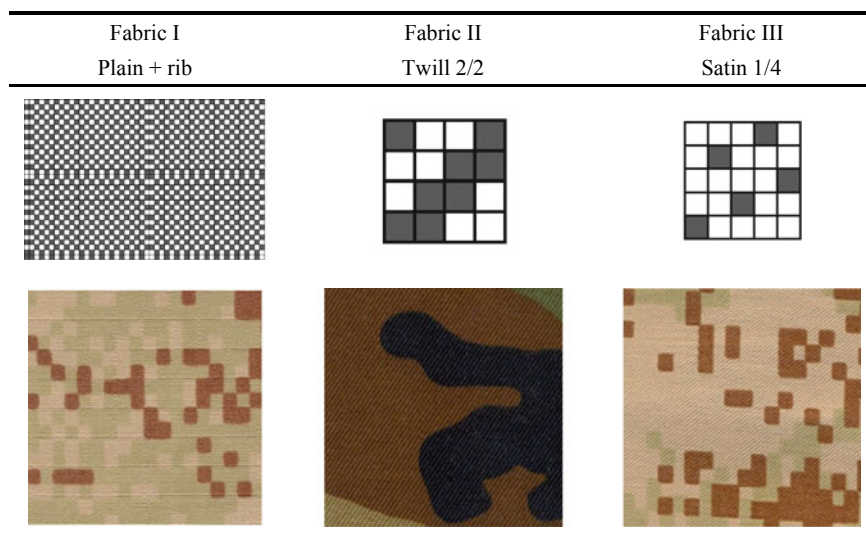 Fabric I
Fabric II
Fabric III
Plain + rib
Twill 2/2
Satin 1/4